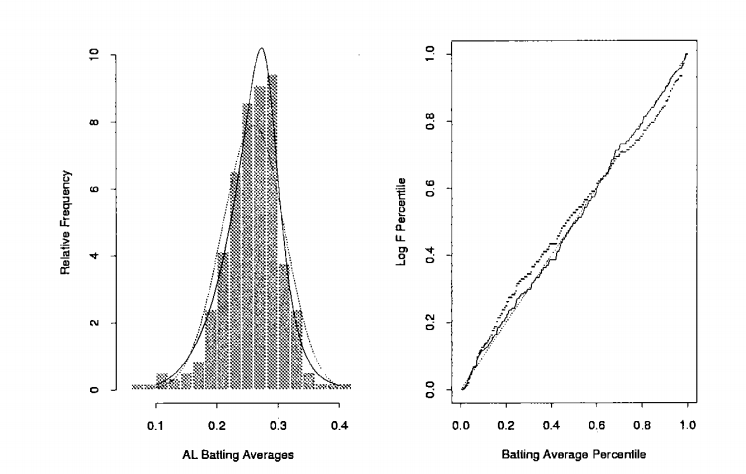 Relative Frequency
10
8
6
4
2
0
0.1 0.2 0.3 0.4
AL Batting Averages
Log F Percentile
1.0
0.8
0.6
0.4
0.2
0.0
0.0 0.2 0.4 0.6 0.8 1.0
Batting Average Percentile